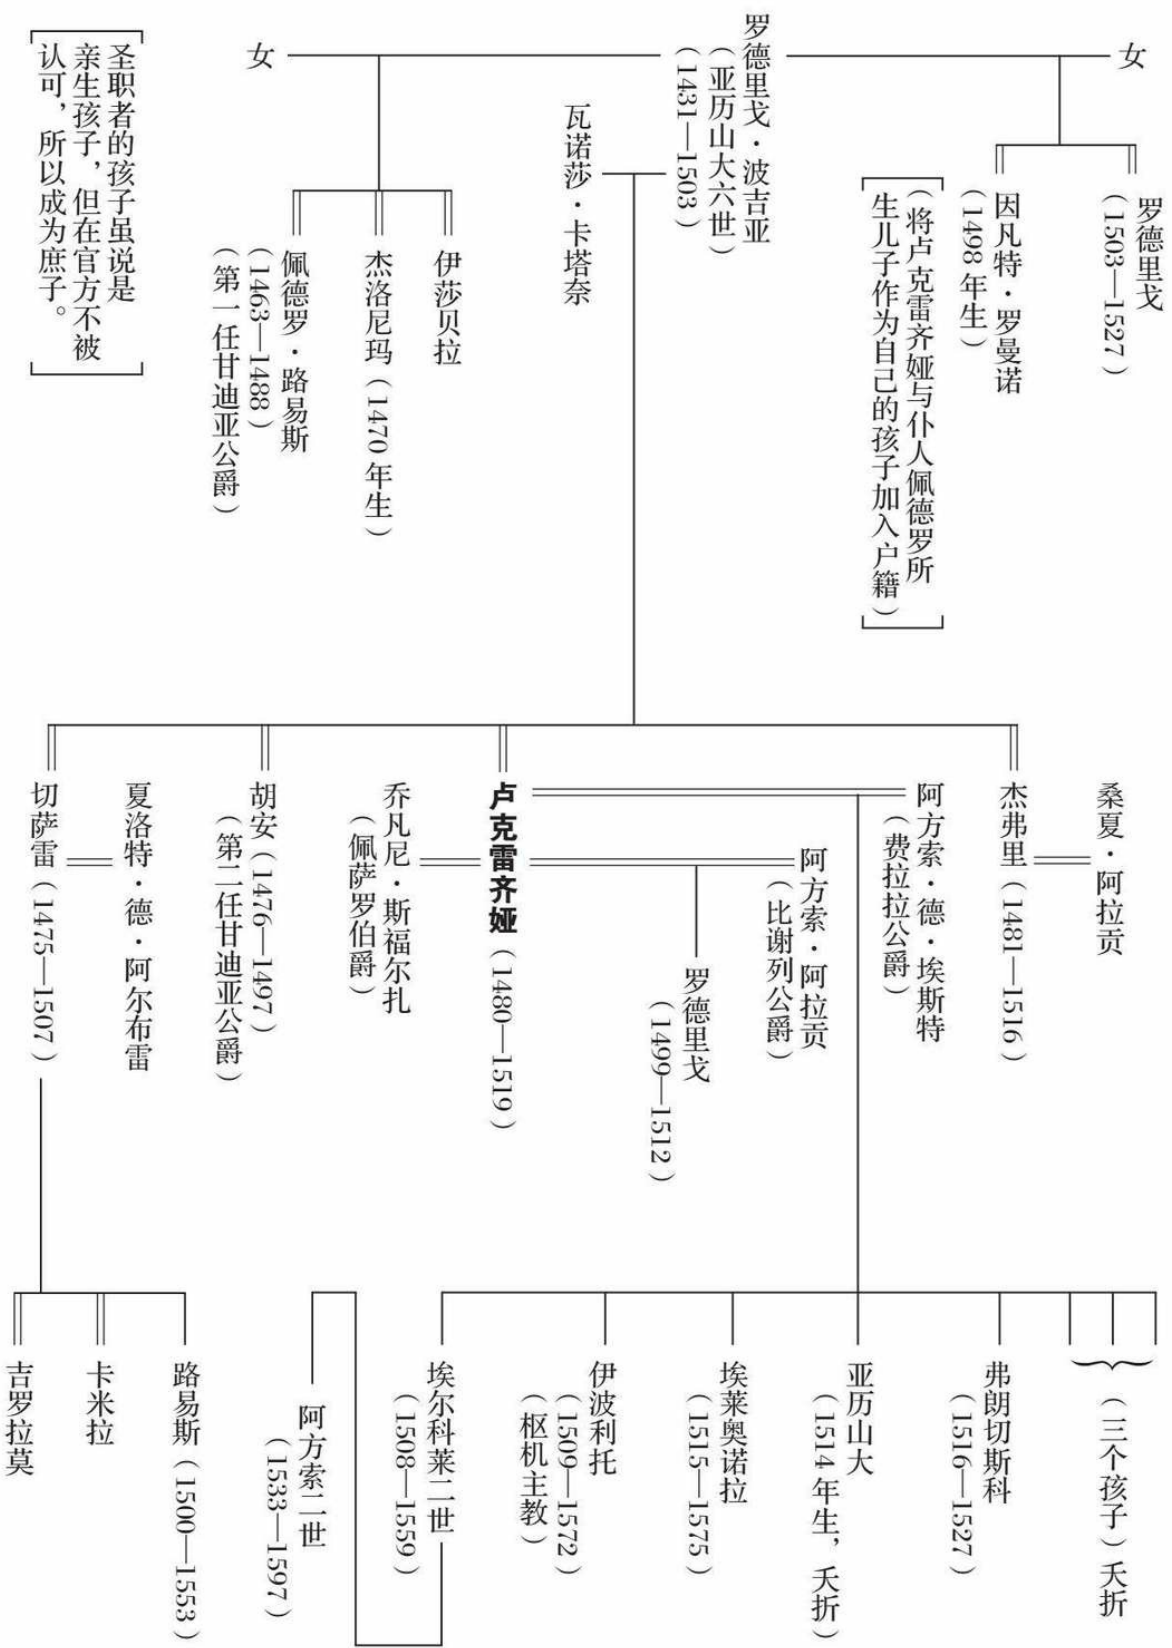 女
罗德里戈
（1503—1527）
因凡特·罗曼诺
（1498年生）
（将卢克雷齐娅与仆人佩德罗所
生儿子作为自己的孩子加入户籍）
罗德里戈·波吉亚
（亚历山大六世）
（1431—1503）
瓦诺莎·卡塔奈
女
伊莎贝拉
杰洛尼玛（1470年生）
佩德罗·路易斯
（1463—1488）
（第一任甘迪亚公爵）
圣职者的孩子虽说是
亲生孩子，但在官方不被
认可，所以成为庶子。
桑夏·阿拉贡
杰弗里（1481—1516）
阿方索·德·埃斯特
（费拉拉公爵）
阿方索·阿拉贡
（比谢列公爵）
罗德里戈
（1499—1512）
卢克雷齐娅（1480—1519）
乔凡尼·斯福尔扎
（佩萨罗伯爵）
胡安（1476—1497）
（第二任甘迪亚公爵）
夏洛特·德·阿尔布雷
切萨雷（1475—1507）
（三个孩子）夭折
弗朗切斯科
（1516—1527）
亚历山大
（1514年生，夭折）
埃莱奥诺拉
（1515—1575）
伊波利托
（1509—1572）
（枢机主教）
埃尔科莱二世
（1508—1559）
阿方索二世
（1533—1597）
路易斯（1500—1553）
卡米拉
吉罗拉莫